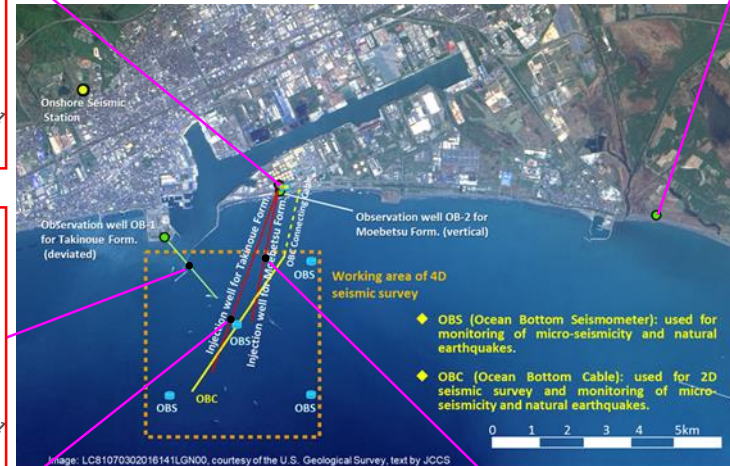 Onshore Seismic
Station
Observation well OB-1
for Takinoue Form.
(deviated)
Injection well for Takinoue Form.
Injection well for Moebetsu Form.
OBC Connecting Cable
Observation well OB-2 for
Moebetsu Form. (vertical)
Working area of 4D
seismic survey
OBS
OBS
OBS
OBS
OBC
◆ OBS (Ocean Bottom Seismometer): used for
monitoring of micro-seismicity and natural
earthquakes.
◆ OBC (Ocean Bottom Cable): used for 2D
seismic survey and monitoring of micro-
seismicity and natural earthquakes.
0 1 2 3 4 5km
Image: LC81070302016141LGN00, courtesy of the U.S. Geological Survey, text by JCCS